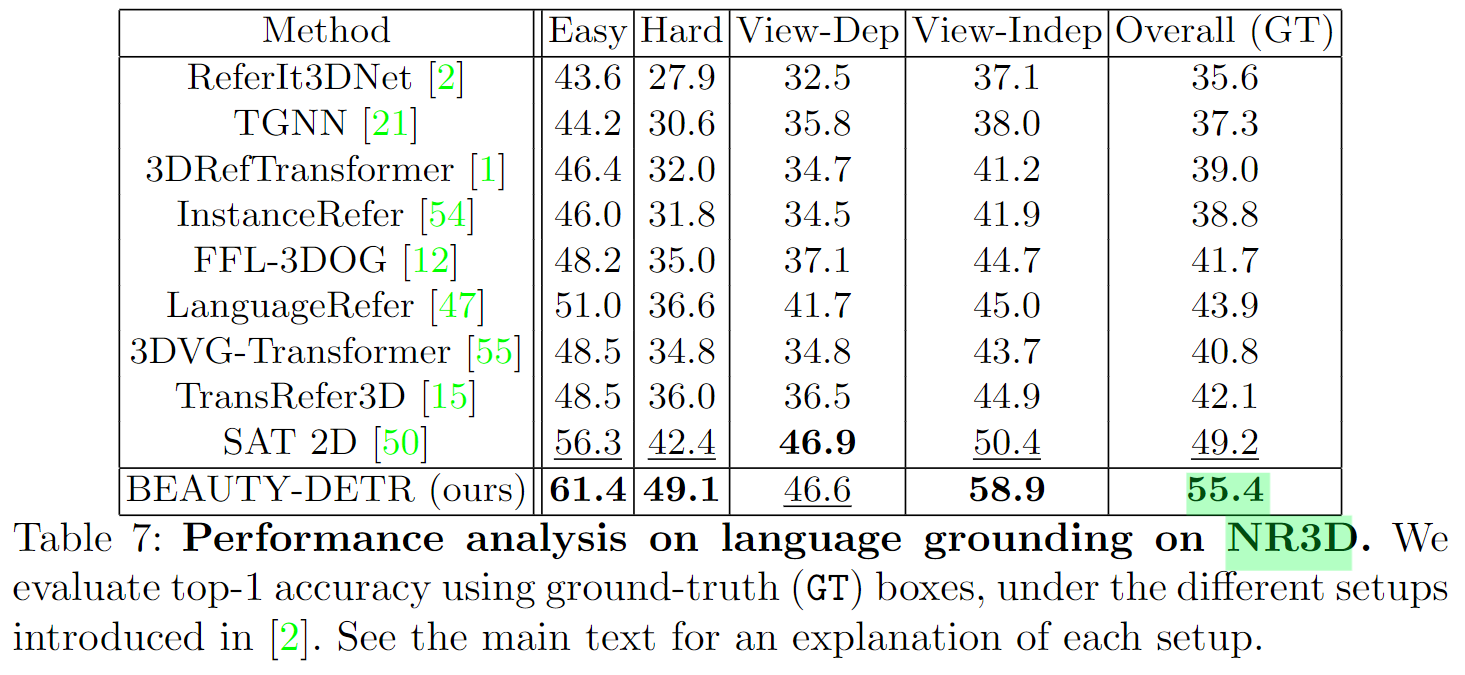 Method Easy Hard View-Dep View-Indep Overall (GT)
ReferIt3DNet [2] 43.6 27.9 32.5 37.1 35.6
TGNN [21] 44.2 30.6 35.8 38.0 37.3
3DRefTransformer [1] 46.4 32.0 34.7 41.2 39.0
InstanceRefer [54] 46.0 31.8 34.5 41.9 38.8
FFL-3DOG [12] 48.2 35.0 37.1 44.7 41.7
LanguageRefer [47] 51.0 36.6 41.7 45.0 43.9
3DVG-Transformer [55] 48.5 34.8 34.8 43.7 40.8
TransRefer3D [15] 48.5 36.0 36.5 44.9 42.1
SAT 2D [50] 56.3 42.4 46.9 50.4 49.2
BEAUTY-DETR (ours) 61.4 49.1 46.6 58.9 55.4
Table 7: Performance analysis on language grounding on NR3D. We
evaluate top-1 accuracy using ground-truth (GT) boxes, under the different setups
introduced in [2]. See the main text for an explanation of each setup.